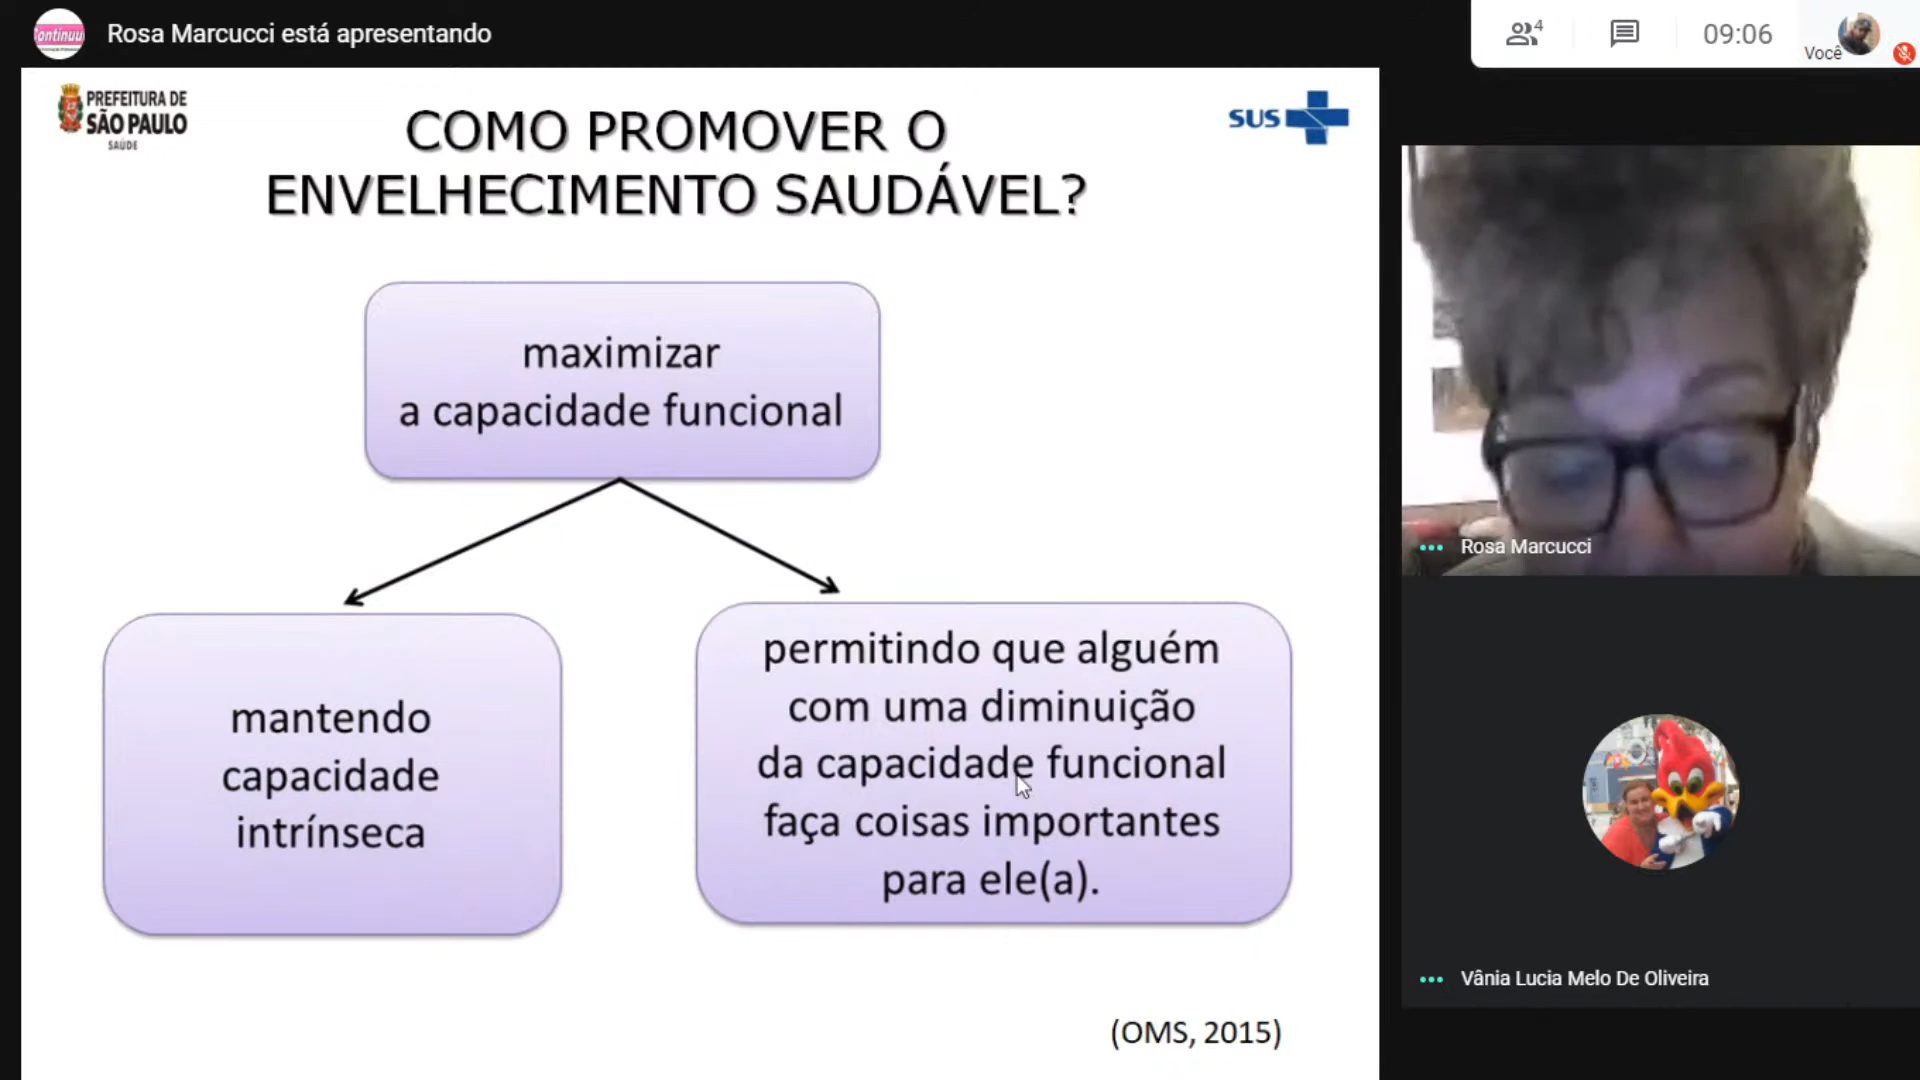 Continuu
Rosa Marcucci está apresentando
4
09:06
Você
PREFEITURA DE
SÃO PAULO
SAÚDE
SUS
COMO PROMOVER O
ENVELHECIMENTO SAUDÁVEL?
maximizar
a capacidade funcional
mantendo
capacidade
intrínseca
permitindo que alguém
com uma diminuição
da capacidade funcional
faça coisas importantes
para ele(a).
(OMS, 2015)
Rosa Marcucci
Vânia Lucia Melo De Oliveira